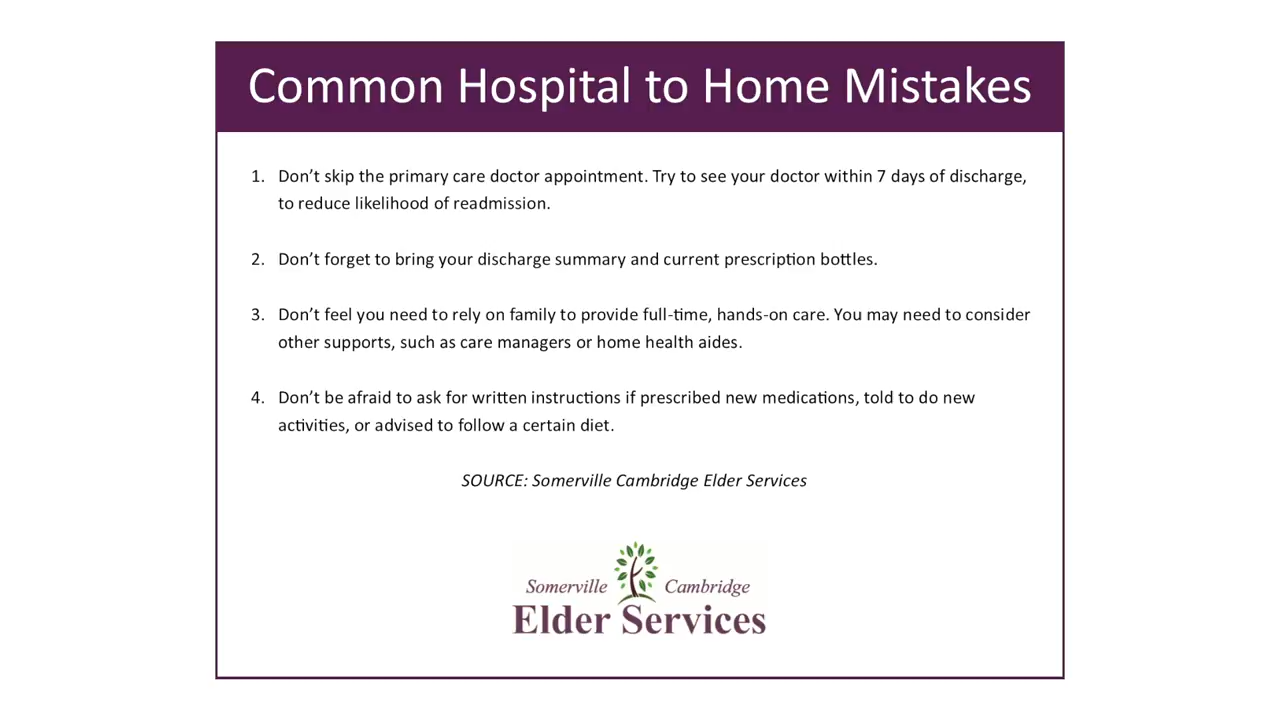 Common Hospital to Home Mistakes
1. Don’t skip the primary care doctor appointment. Try to see your doctor within 7 days of discharge,
to reduce likelihood of readmission.
2. Don’t forget to bring your discharge summary and current prescription bottles.
3. Don’t feel you need to rely on family to provide full-time, hands-on care. You may need to consider
other supports, such as care managers or home health aides.
4. Don’t be afraid to ask for written instructions if prescribed new medications, told to do new
activities, or advised to follow a certain diet.
SOURCE: Somerville Cambridge Elder Services
Somerville Cambridge
Elder Services